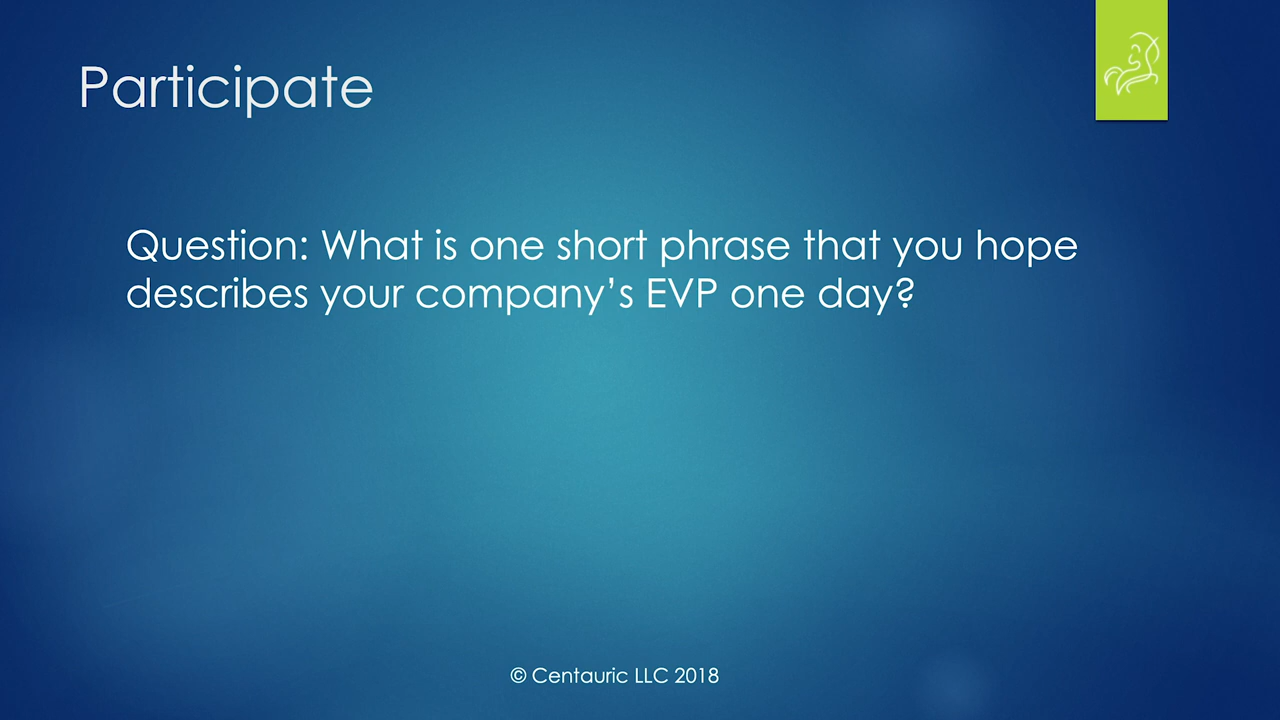 Participate
Question: What is one short phrase that you hope
describes your company’s EVP one day?
© Centauric LLC 2018